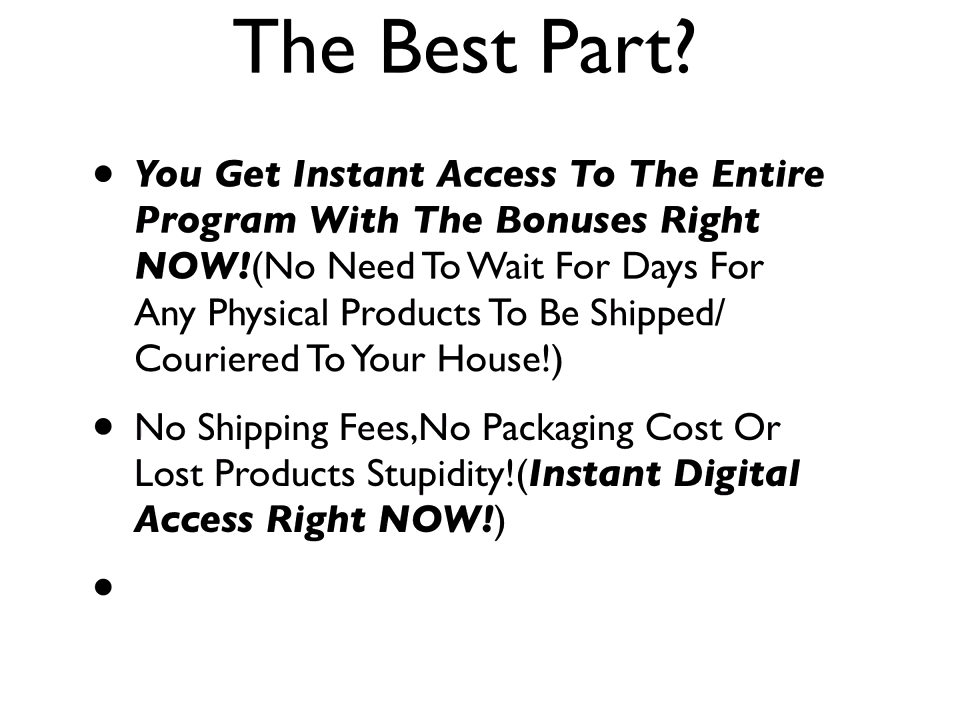 The Best Part?
• You Get Instant Access To The Entire
Program With The Bonuses Right
NOW!(No Need To Wait For Days For
Any Physical Products To Be Shipped/
Couriered To Your House!)
• No Shipping Fees,No Packaging Cost Or
Lost Products Stupidity!(Instant Digital
Access Right NOW!)
•